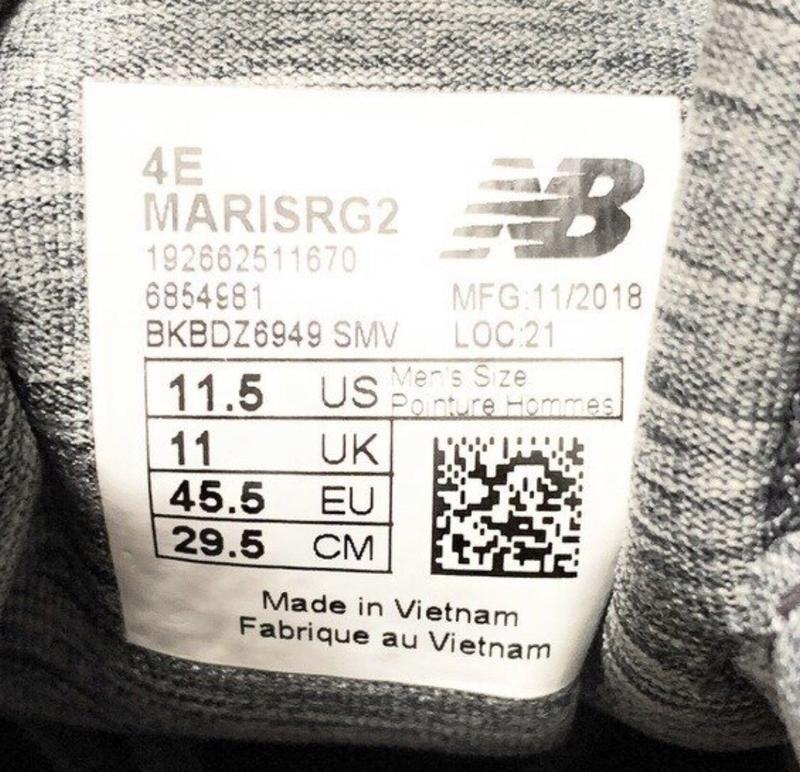 4E
MARISRG2
NB
192662511670
6854981
MFG:11/2018
BKBDZ6949 SMV
LOC:21
11.5 US Men's Size
Pointure Hommes
11 UK
45.5 EU
29.5 CM
Made in Vietnam
Fabrique au Vietnam